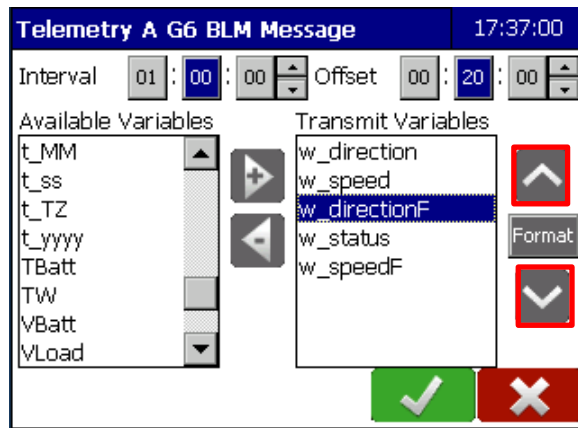 Telemetry A G6 BLM Message 17:37:00
Interval 01 : 00 : 00 Offset 00 : 20 : 00
Available Variables
t_MM
t_ss
t_TZ
t_yyyy
TBatt
TW
VBatt
VLoad
Transmit Variables
w_direction
w_speed
w_directionF
w_status
w_speedF
Format